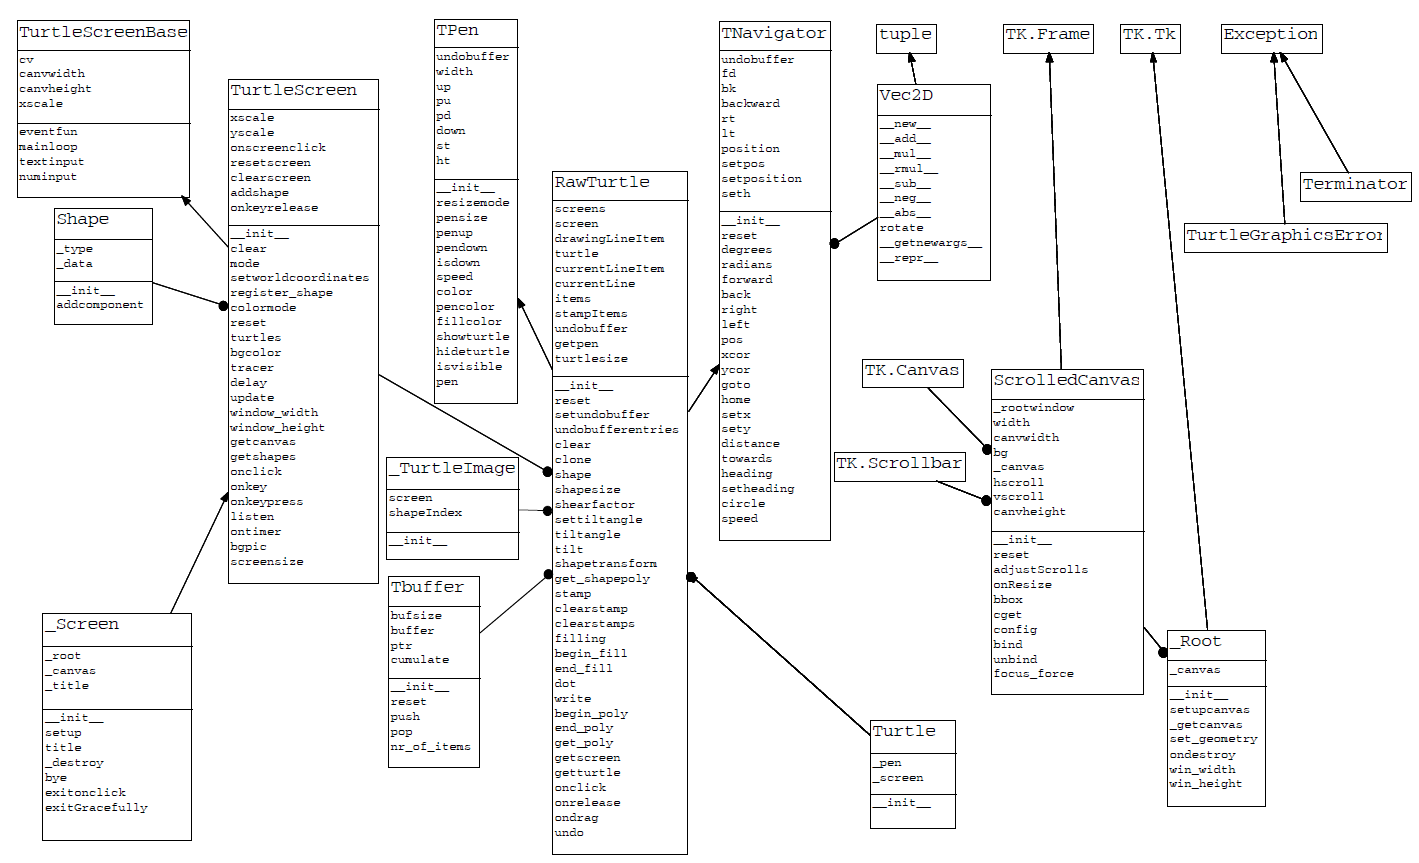 TurtleScreenBase
cv
canvwidth
canvheight
xscale
eventfun
mainloop
textinput
numinput
Shape
_type
_data
__init__
addcomponent
TurtleScreen
xscale
yscale
onscreenclick
resetscreen
clearscreen
addshape
onkeyrelease
__init__
clear
mode
setworldcoordinates
register_shape
colormode
reset
turtles
bgcolor
tracer
delay
update
window_width
window_height
getcanvas
getshapes
onclick
onkey
onkeypress
listen
ontimer
bgpic
screensize
_Screen
_root
_canvas
_title
__init__
setup
title
_destroy
bye
exitonclick
exitGracefully
TPen
undobuffer
width
up
pu
pd
down
st
ht
__init__
resizemode
pensize
penup
pendown
isdown
speed
color
pencolor
fillcolor
showturtle
hideturtle
isvisible
pen
_TurtleImage
screen
shapeIndex
__init__
Tbuffer
bufsize
buffer
ptr
cumulate
__init__
reset
push
pop
nr_of_items
RawTurtle
screens
screen
drawingLineItem
turtle
currentLineItem
currentLine
items
stampItems
undobuffer
getpen
turtlesize
__init__
reset
setundobuffer
undobufferentries
clear
clone
shape
shapesize
shearfactor
settiltangle
tiltangle
tilt
shapetransform
get_shapepoly
stamp
clearstamp
clearstamps
filling
begin_fill
end_fill
dot
write
begin_poly
end_poly
get_poly
getscreen
getturtle
onclick
onrelease
ondrag
undo
TNavigator
undobuffer
fd
bk
backward
rt
lt
position
setpos
setposition
seth
__init__
reset
degrees
radians
forward
back
right
left
pos
xcor
ycor
goto
home
setx
sety
distance
towards
heading
setheading
circle
speed
tuple
Vec2D
__new__
__add__
__mul__
__rmul__
__sub__
__neg__
__abs__
rotate
__getnewargs__
__repr__
TK.Canvas
TK.Scrollbar
Turtle
_pen
_screen
__init__
TK.Frame
ScrolledCanvas
_rootwindow
width
canvwidth
bg
_canvas
hscroll
vscroll
canvheight
__init__
reset
adjustScrolls
onResize
bbox
cget
config
bind
unbind
focus_force
TK.Tk
_Root
_canvas
__init__
setupcanvas
_getcanvas
set_geometry
ondestroy
win_width
win_height
Exception
Terminator
TurtleGraphicsError